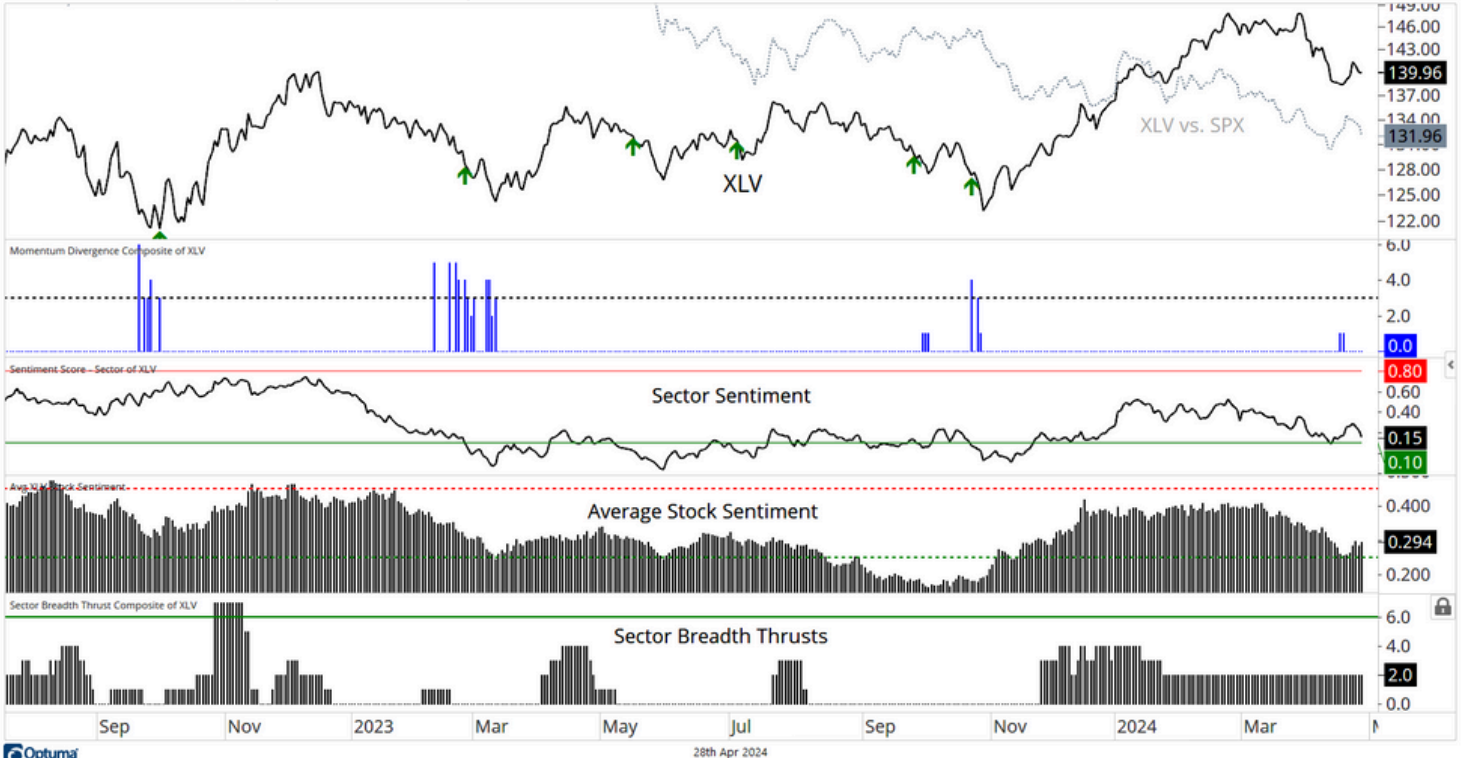 149.00
146.00
143.00
139.96
137.00
134.00
XLV vs. SPX
131.96
128.00
XLV
125.00
122.00
Momentum Divergence Composite of XLV
6.0
4.0
2.0
0.0
Sentiment Score - Sector of XLV
0.80
Sector Sentiment
0.60
0.40
0.15
0.10
Avg XLV Stock Sentiment
Average Stock Sentiment
0.400
0.294
0.200
Sector Breadth Thrust Composite of XLV
Sector Breadth Thrusts
6.0
4.0
2.0
0.0
Sep Nov 2023 Mar May Jul Sep Nov 2024 Mar
Optuma
28th Apr 2024